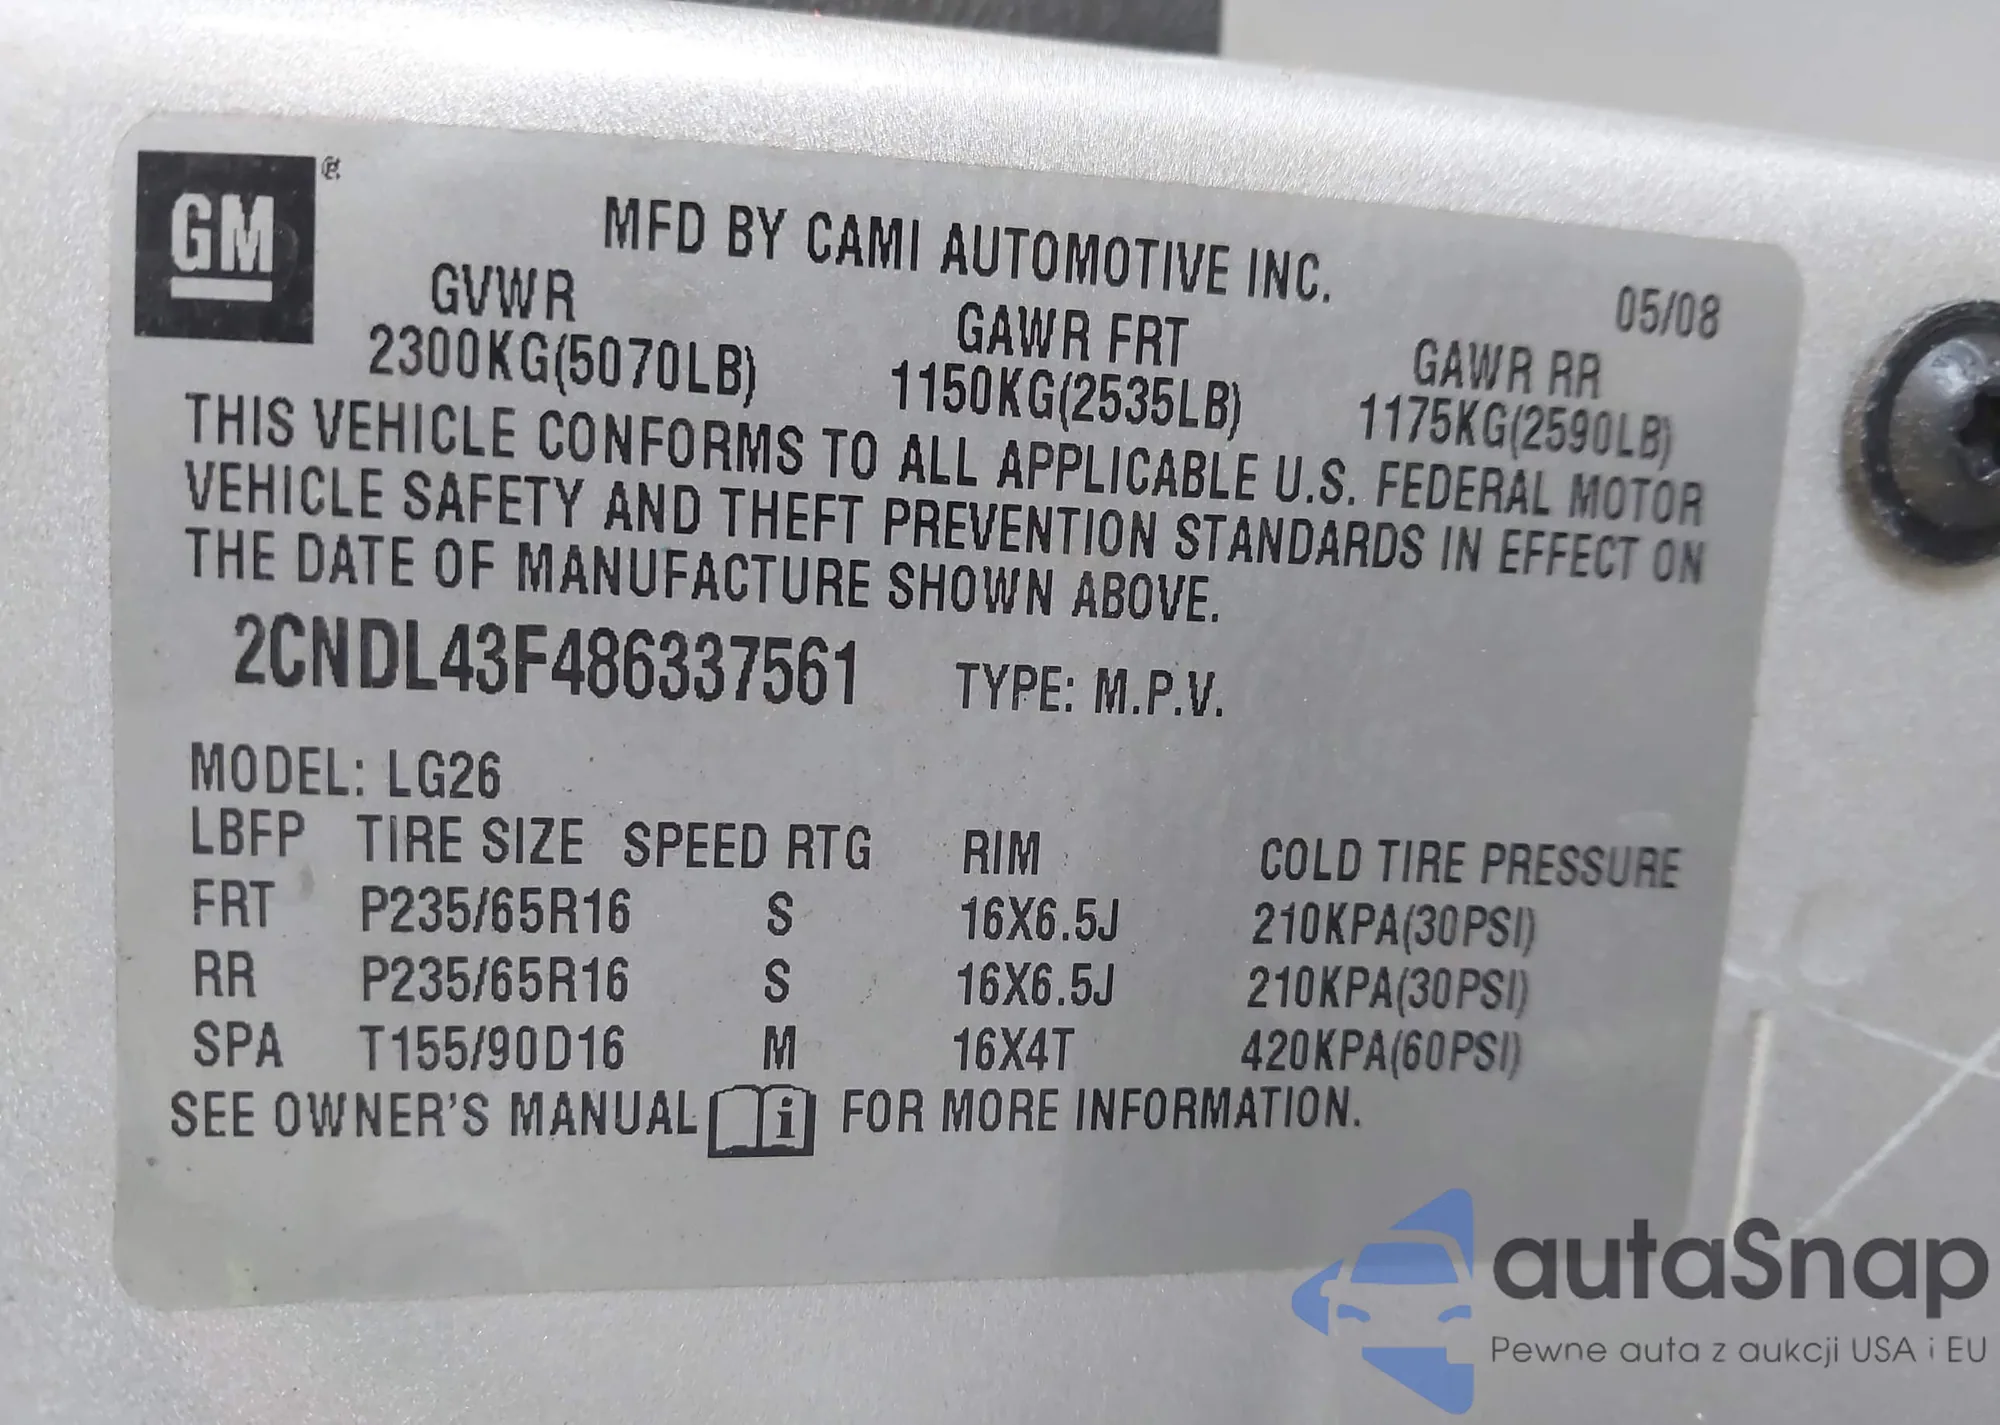 GM ®
MFD BY CAMI AUTOMOTIVE INC.
05/08
GVWR GAWR FRT GAWR RR
2300KG(5070LB) 1150KG(2535LB) 1175KG(2590LB)
THIS VEHICLE CONFORMS TO ALL APPLICABLE U.S. FEDERAL MOTOR
VEHICLE SAFETY AND THEFT PREVENTION STANDARDS IN EFFECT ON
THE DATE OF MANUFACTURE SHOWN ABOVE.
2CNDL43F486337561 TYPE: M.P.V.
MODEL: LG26
LBFP TIRE SIZE SPEED RTG RIM COLD TIRE PRESSURE
FRT P235/65R16 S 16X6.5J 210KPA(30PSI)
RR P235/65R16 S 16X6.5J 210KPA(30PSI)
SPA T155/90D16 M 16X4T 420KPA(60PSI)
SEE OWNER'S MANUAL i FOR MORE INFORMATION.
autaSnap
Pewne auta z aukcji USA i EU